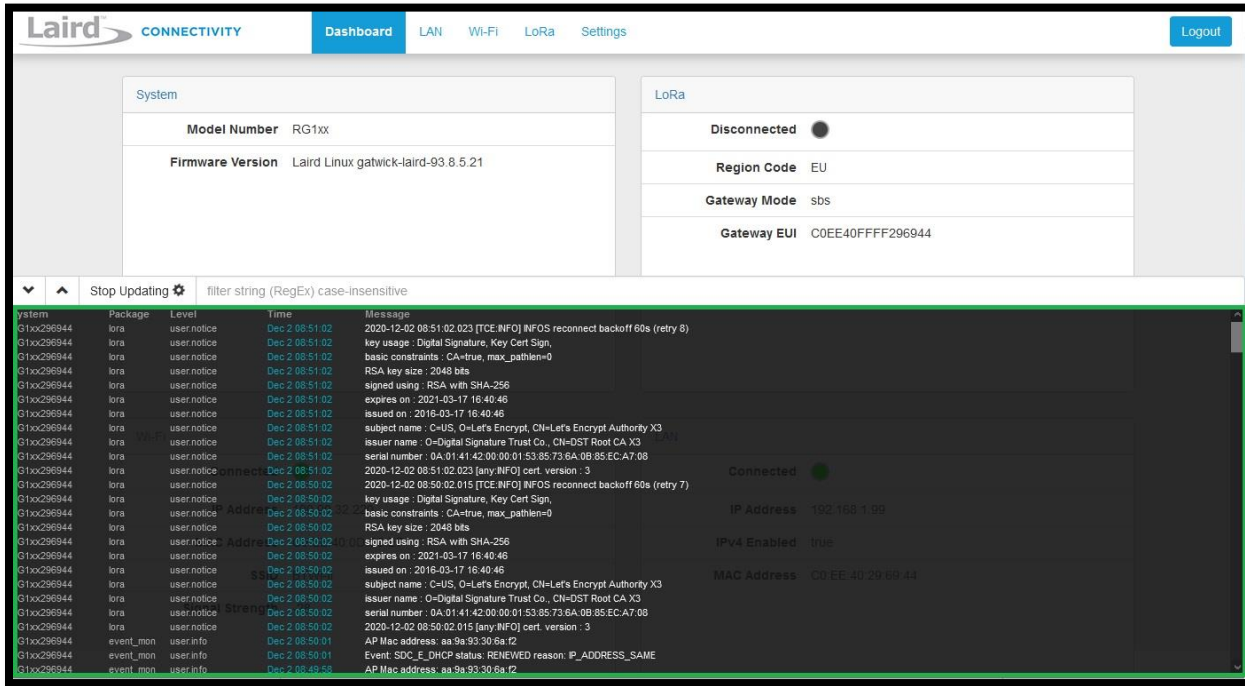 Laird CONNECTIVITY Dashboard LAN Wi-Fi LoRa Settings Logout
System
Model Number RG1xx
Firmware Version Laird Linux gatwick-laird-93.8.5.21
LoRa
Disconnected
Region Code EU
Gateway Mode sbs
Gateway EUI C0EE40FFFF296944
Stop Updating filter string (RegEx) case-insensitive
ystem Package Level Time Message
G1xx296944 lora user.notice Dec 2 08:51:02 2020-12-02 08:51:02.023 [TCE:INFO] INFOS reconnect backoff 60s (retry 8)
G1xx296944 lora user.notice Dec 2 08:51:02 key usage : Digital Signature, Key Cert Sign,
G1xx296944 lora user.notice Dec 2 08:51:02 basic constraints : CA=true, max_pathlen=0
G1xx296944 lora user.notice Dec 2 08:51:02 RSA key size : 2048 bits
G1xx296944 lora user.notice Dec 2 08:51:02 signed using : RSA with SHA-256
G1xx296944 lora user.notice Dec 2 08:51:02 expires on : 2021-03-17 16:40:46
G1xx296944 lora user.notice Dec 2 08:51:02 issued on : 2016-03-17 16:40:46
G1xx296944 lora user.notice Dec 2 08:51:02 subject name : C=US, O=Let's Encrypt, CN=Let's Encrypt Authority X3
G1xx296944 lora user.notice Dec 2 08:51:02 issuer name : O=Digital Signature Trust Co., CN=DST Root CA X3
G1xx296944 lora user.notice Dec 2 08:51:02 serial number : 0A:01:41:42:00:00:01:53:85:73:6A:0B:85:EC:A7:08
G1xx296944 lora user.notice Dec 2 08:51:02 2020-12-02 08:51:02.023 [any:INFO] cert. version : 3
G1xx296944 lora user.notice Dec 2 08:50:02 2020-12-02 08:50:02.015 [TCE:INFO] INFOS reconnect backoff 60s (retry 7)
G1xx296944 lora user.notice Dec 2 08:50:02 key usage : Digital Signature, Key Cert Sign,
G1xx296944 lora user.notice Dec 2 08:50:02 basic constraints : CA=true, max_pathlen=0
G1xx296944 lora user.notice Dec 2 08:50:02 RSA key size : 2048 bits
G1xx296944 lora user.notice Dec 2 08:50:02 signed using : RSA with SHA-256
G1xx296944 lora user.notice Dec 2 08:50:02 expires on : 2021-03-17 16:40:46
G1xx296944 lora user.notice Dec 2 08:50:02 issued on : 2016-03-17 16:40:46
G1xx296944 lora user.notice Dec 2 08:50:02 subject name : C=US, O=Let's Encrypt, CN=Let's Encrypt Authority X3
G1xx296944 lora user.notice Dec 2 08:50:02 issuer name : O=Digital Signature Trust Co., CN=DST Root CA X3
G1xx296944 lora user.notice Dec 2 08:50:02 serial number : 0A:01:41:42:00:00:01:53:85:73:6A:0B:85:EC:A7:08
G1xx296944 lora user.notice Dec 2 08:50:02 2020-12-02 08:50:02.015 [any:INFO] cert. version : 3
G1xx296944 event_mon user.info Dec 2 08:50:01 AP Mac address: aa:9a:93:30:6a:f2
G1xx296944 event_mon user.info Dec 2 08:50:01 Event: SDC_E_DHCP status: RENEWED reason: IP_ADDRESS_SAME
G1xx296944 event_mon user.info Dec 2 08:49:58 AP Mac address: aa:9a:93:30:6a:f2
Wi-Fi
Signal Strength
LAN
Connected
IP Address 192.168.1.99
IPv4 Enabled true
MAC Address C0:EE:40:29:69:44